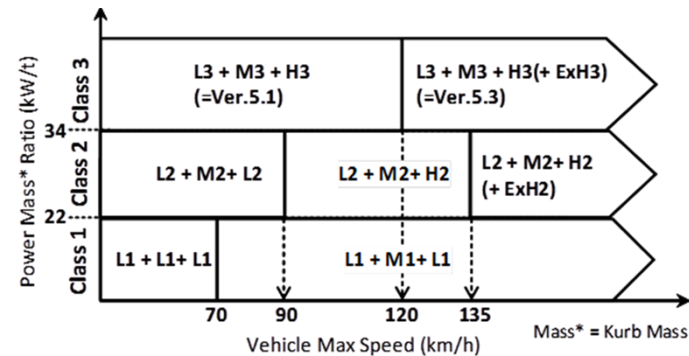 Power Mass* Ratio (kW/t)
Class 3
L3 + M3 + H3
(=Ver.5.1)
L3 + M3 + H3(+ ExH3)
(=Ver.5.3)
34
Class 2
L2 + M2+ L2
L2 + M2+ H2
L2 + M2+ H2
(+ ExH2)
22
Class 1
L1 + L1+ L1
L1 + M1+ L1
70
90
120
135
Vehicle Max Speed (km/h)
Mass* = Kurb Mass